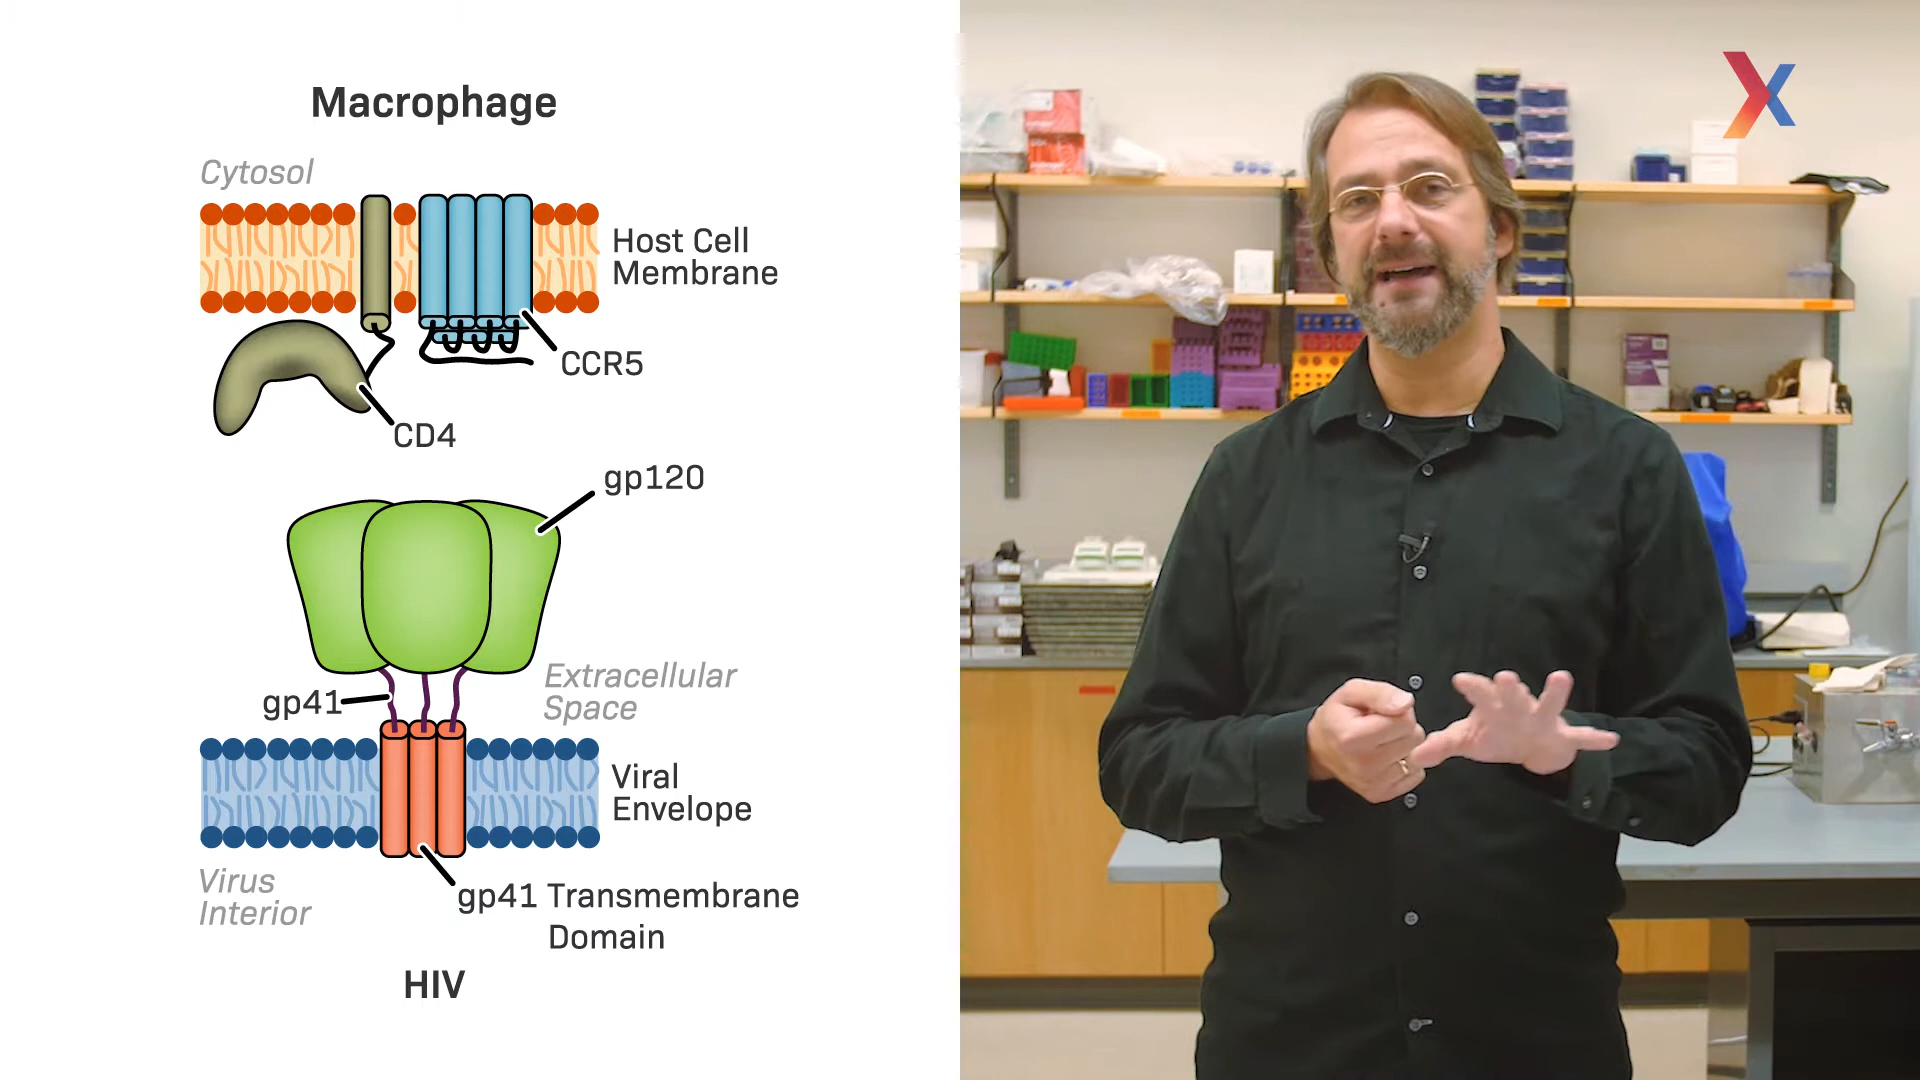 Macrophage
Cytosol
Host Cell
Membrane
CCR5
CD4
gp120
Extracellular
Space
gp41
Viral
Envelope
Virus
Interior
gp41 Transmembrane
Domain
HIV
X